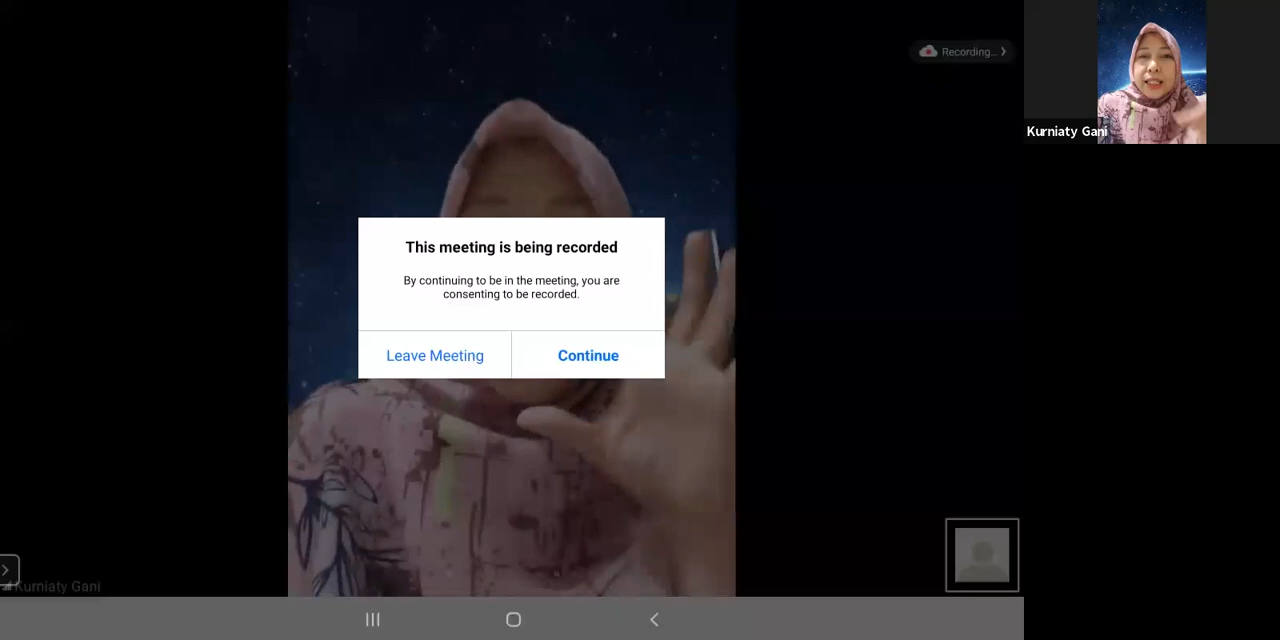 Recording...
Kurniaty Gani
This meeting is being recorded
By continuing to be in the meeting, you are
consenting to be recorded.
Leave Meeting
Continue
Kurniaty Gani